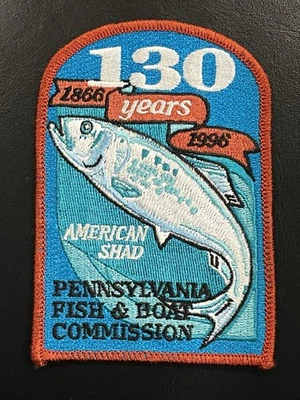 130
1866 years 1996
AMERICAN
SHAD
PENNSYLVANIA
FISH & BOAT
COMMISSION